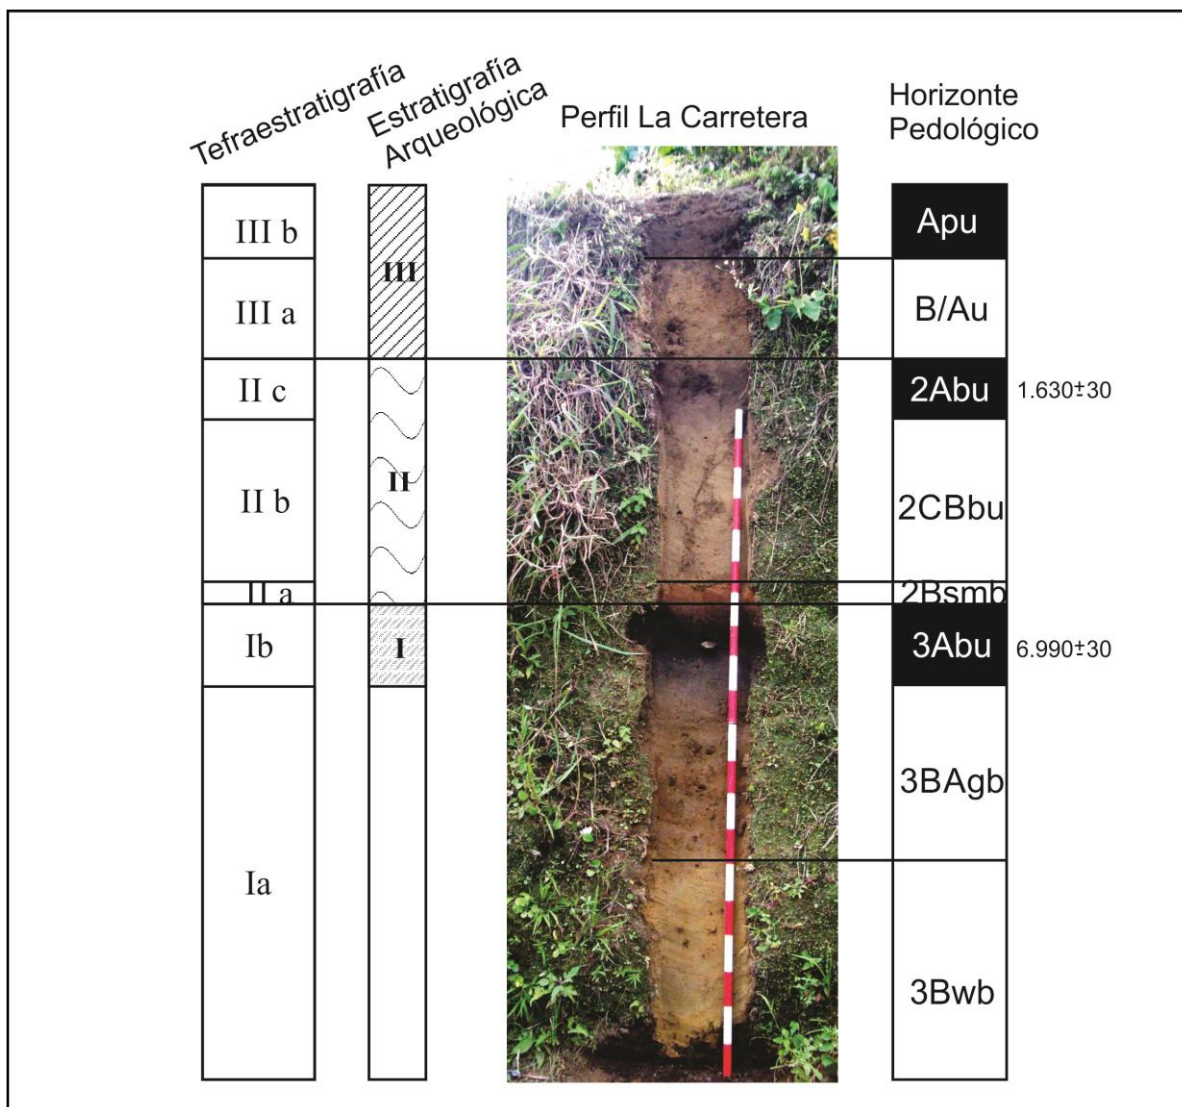 Tefraestratigrafía
Estratigrafía
Arqueológica
Perfil La Carretera
Horizonte
Pedológico
III b
III a
II c
II b
II a
Ib
Ia
III
II
I
Apu
B/Au
2Abu
2CBbu
2Bsmb
3Abu
3BAgb
3Bwb
1.630±30
6.990±30